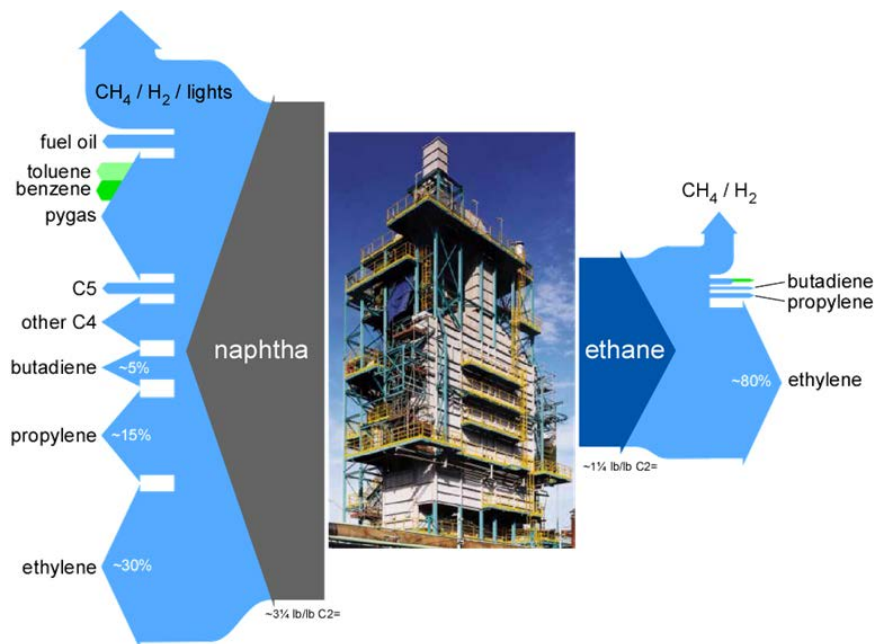 CH₄ / H₂ / lights
fuel oil
toluene
benzene
pygas
C5
other C4
butadiene
~5%
propylene
~15%
ethylene
~30%
naphtha
~3¼ lb/lb C2=
ethane
~1¼ lb/lb C2=
CH₄ / H₂
butadiene
propylene
~80%
ethylene